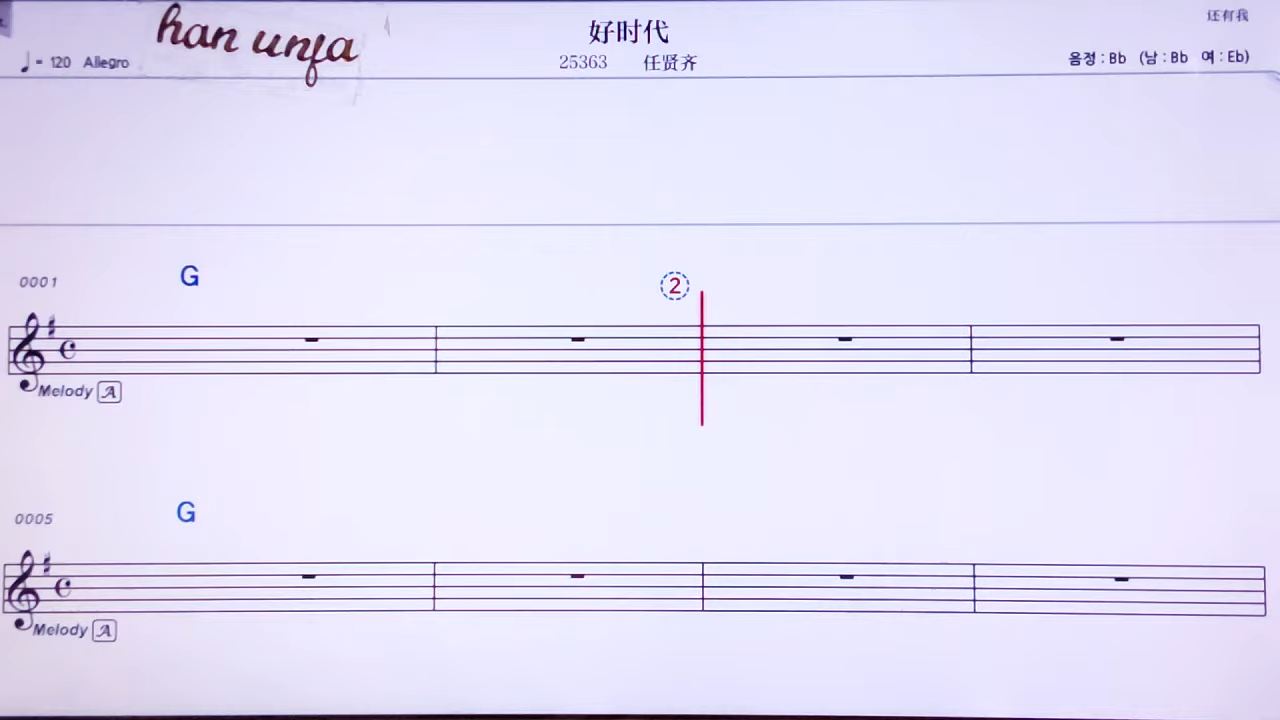 han unfa
好时代
还有我
♩= 120 Allegro
25363 任贤齐
음정 : Bb (남 : Bb 여 : Eb)
0001 G
②
Melody A
0005 G
Melody A